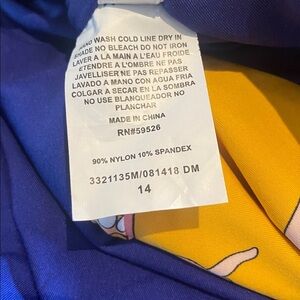 HAND WASH COLD LINE DRY IN
SHADE NO BLEACH DO NOT IRON
LAVER A LA MAIN A L'EAU FROIDE
ETENDRE A L'OMBRE NE PAS
JAVELLISER NE PAS REPASSER
LAVADO A MANO CON AGUA FRIA
COLGAR A SECAR EN LA SOMBRA
NO USE BLANQUEADOR NO
PLANCHAR
MADE IN CHINA
RN#59526
90% NYLON 10% SPANDEX
3321135M/081418 DM
14